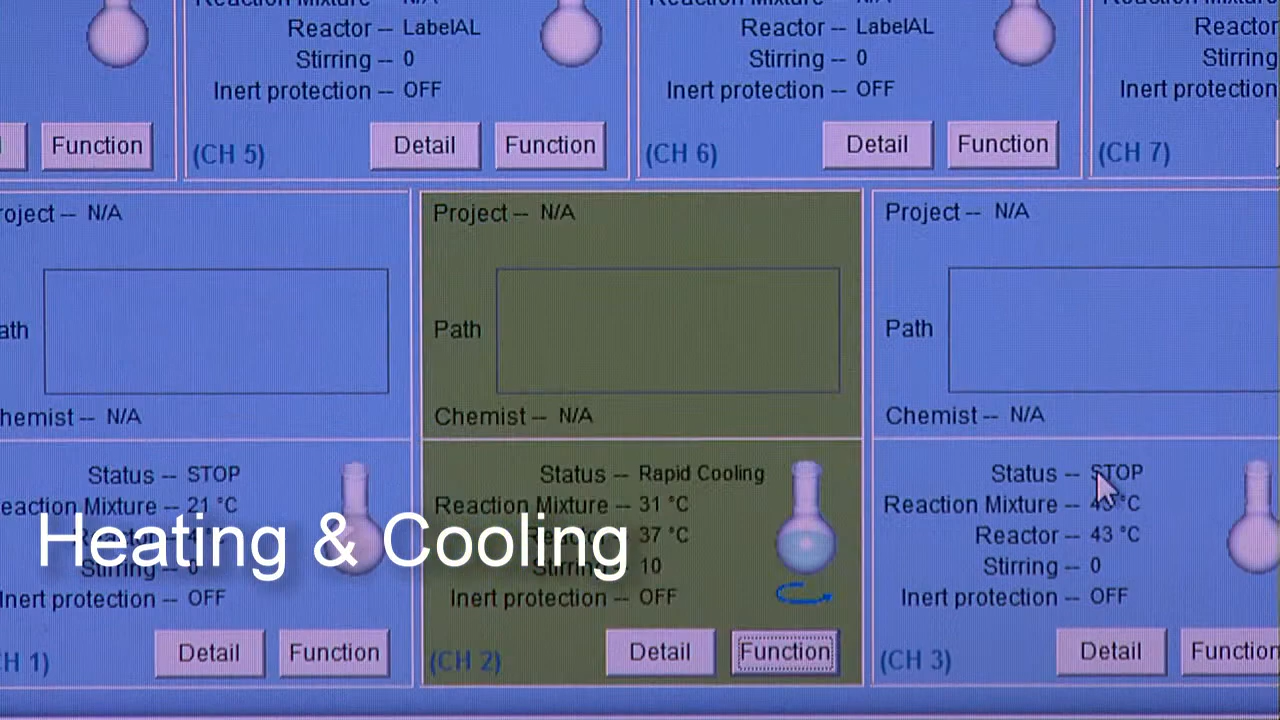 Reactor -- LabelAL
Stirring -- 0
Inert protection -- OFF
Function
(CH 5)
Detail
Function
Reactor -- LabelAL
Stirring -- 0
Inert protection -- OFF
(CH 6)
Detail
Function
Reactor
Stirring
Inert protection
(CH 7)
Project -- N/A
Path
Chemist -- N/A
Status -- STOP
Reaction Mixture -- 21 °C
Inert protection -- OFF
Detail
Function
Project -- N/A
Path
Chemist -- N/A
Status -- Rapid Cooling
Reaction Mixture -- 31 °C
Reactor -- 37 °C
Stirring -- 10
Inert protection -- OFF
(CH 2)
Detail
Function
Project -- N/A
Path
Chemist -- N/A
Status -- STOP
Reaction Mixture --
Reactor -- 43 °C
Stirring -- 0
Inert protection -- OFF
(CH 3)
Detail
Function
Heating & Cooling